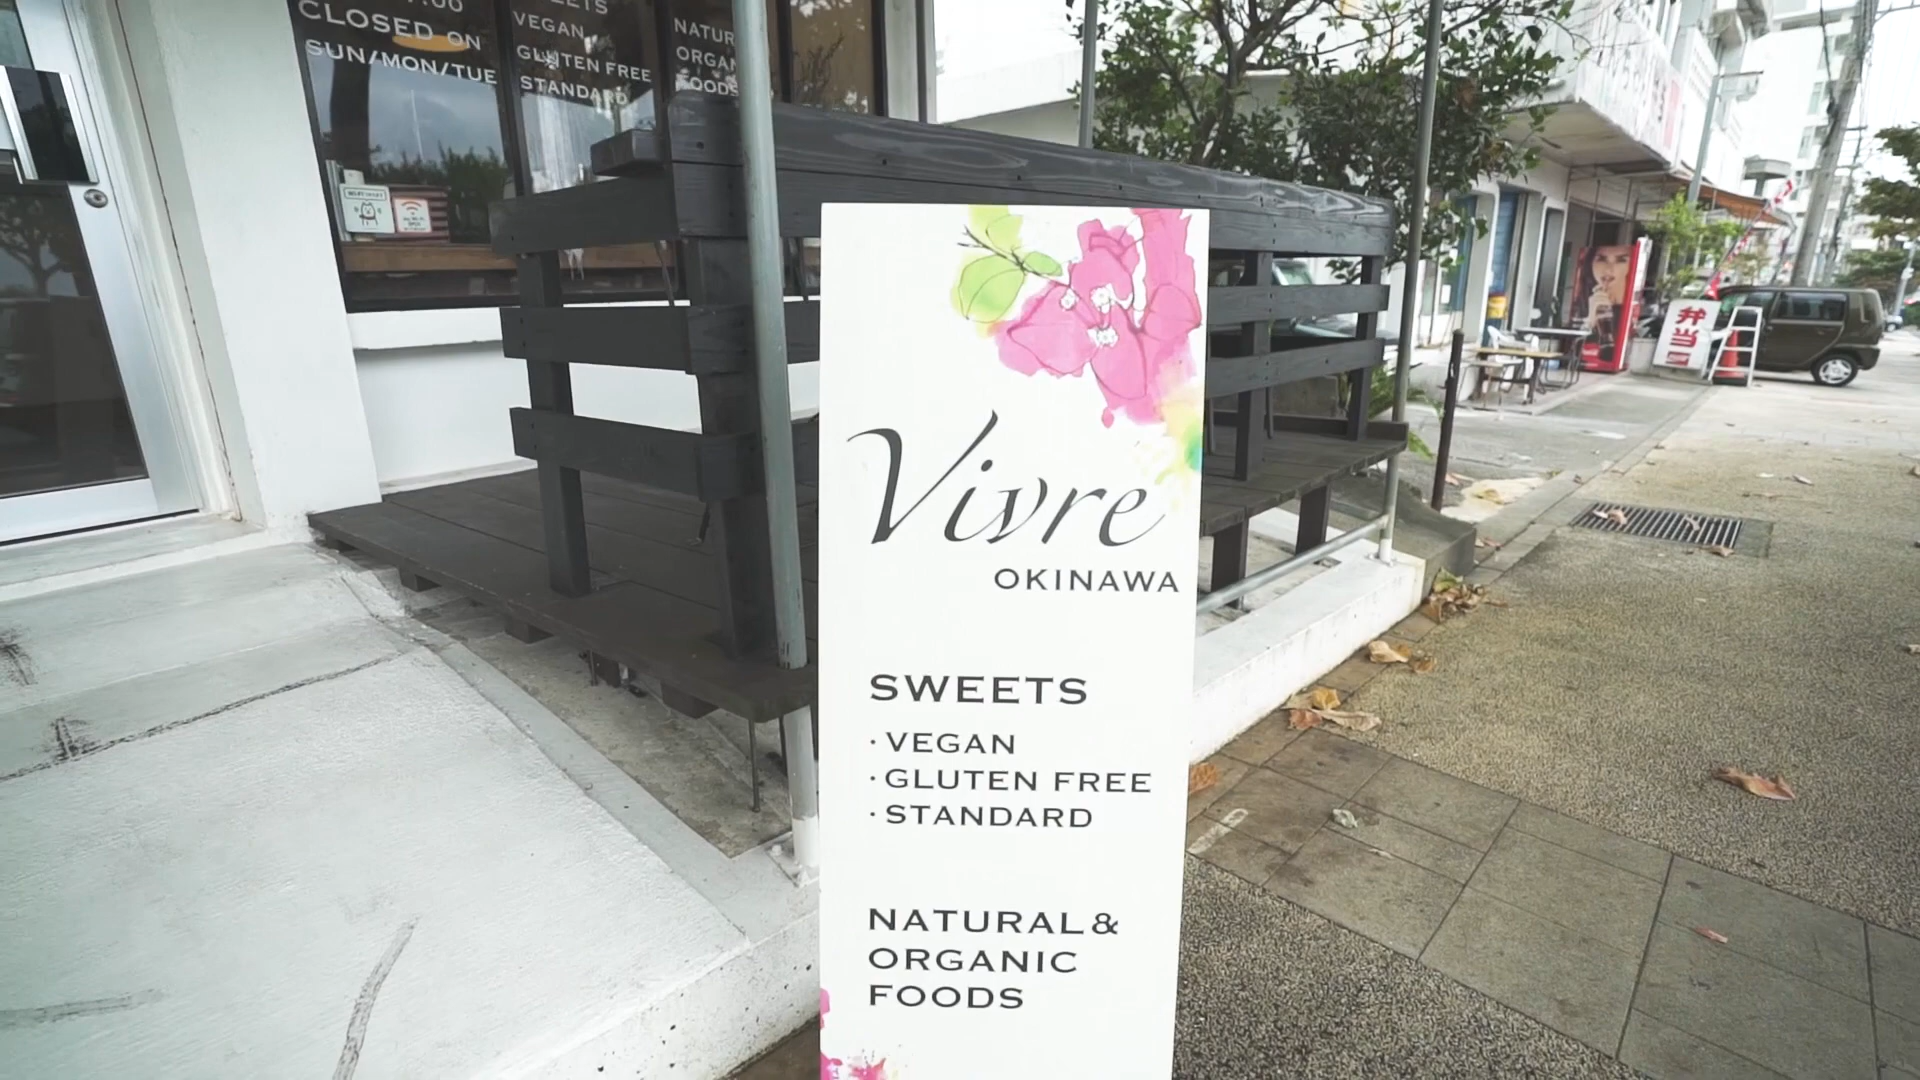 CLOSED ON
SUN/MON/TUE
VEGAN
GLUTEN FREE
STANDARD
Vivre
OKINAWA
SWEETS
・VEGAN
・GLUTEN FREE
・STANDARD
NATURAL&
ORGANIC
FOODS
弁当